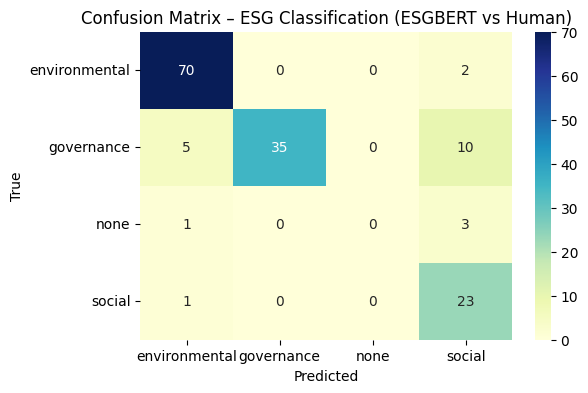 Confusion Matrix – ESG Classification (ESGBERT vs Human)
environmental 70 0 0 2
governance 5 35 0 10
none 1 0 0 3
social 1 0 0 23
environmental governance none social
Predicted
True
70
60
50
40
30
20
10
0